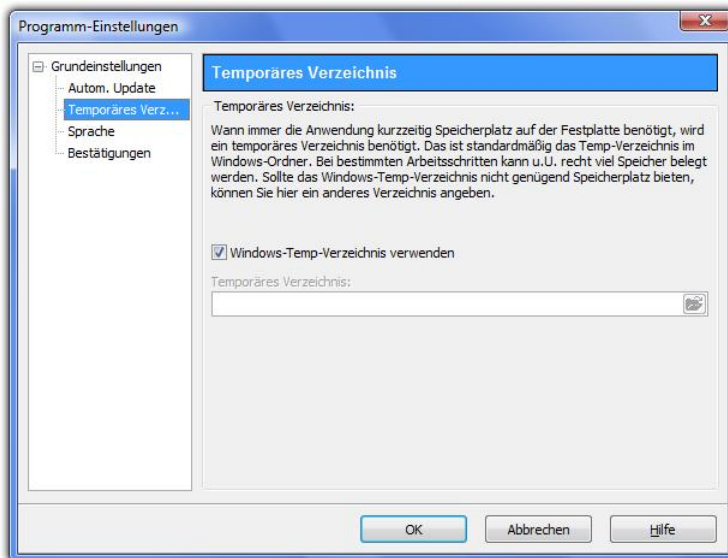 Programm-Einstellungen
Grundeinstellungen
Autom. Update
Temporäres Verz...
Sprache
Bestätigungen
Temporäres Verzeichnis
Temporäres Verzeichnis:
Wann immer die Anwendung kurzzeitig Speicherplatz auf der Festplatte benötigt, wird
ein temporäres Verzeichnis benötigt. Das ist standardmäßig das Temp-Verzeichnis im
Windows-Ordner. Bei bestimmten Arbeitsschritten kann u.U. recht viel Speicher belegt
werden. Sollte das Windows-Temp-Verzeichnis nicht genügend Speicherplatz bieten,
können Sie hier ein anderes Verzeichnis angeben.
Windows-Temp-Verzeichnis verwenden
Temporäres Verzeichnis:
OK
Abbrechen
Hilfe